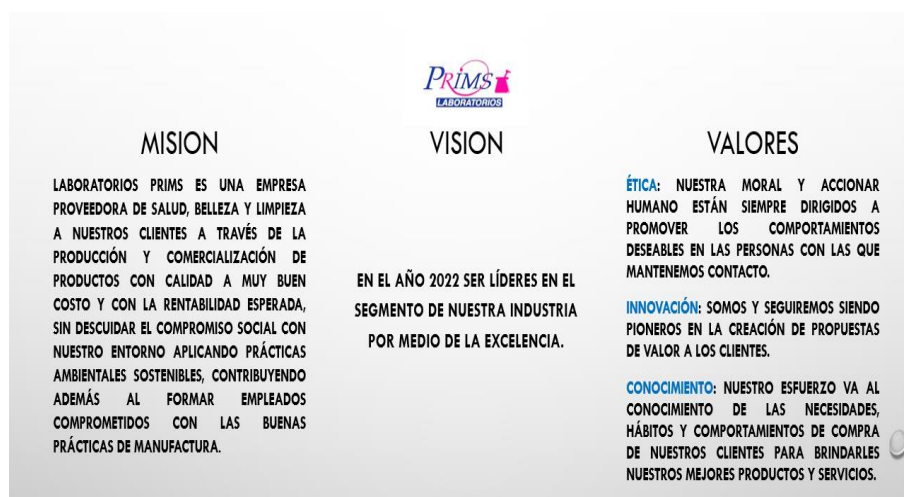 PRIMS
LABORATORIOS
MISION
LABORATORIOS PRIMS ES UNA EMPRESA
PROVEEDORA DE SALUD, BELLEZA Y LIMPIEZA
A NUESTROS CLIENTES A TRAVÉS DE LA
PRODUCCIÓN Y COMERCIALIZACIÓN DE
PRODUCTOS CON CALIDAD A MUY BUEN
COSTO Y CON LA RENTABILIDAD ESPERADA,
SIN DESCUIDAR EL COMPROMISO SOCIAL CON
NUESTRO ENTORNO APLICANDO PRÁCTICAS
AMBIENTALES SOSTENIBLES, CONTRIBUYENDO
ADEMÁS AL FORMAR EMPLEADOS
COMPROMETIDOS CON LAS BUENAS
PRÁCTICAS DE MANUFACTURA.
VISION
EN EL AÑO 2022 SER LÍDERES EN EL
SEGMENTO DE NUESTRA INDUSTRIA
POR MEDIO DE LA EXCELENCIA.
VALORES
ÉTICA: NUESTRA MORAL Y ACCIONAR
HUMANO ESTÁN SIEMPRE DIRIGIDOS A
PROMOVER LOS COMPORTAMIENTOS
DESEABLES EN LAS PERSONAS CON LAS QUE
MANTENEMOS CONTACTO.
INNOVACIÓN: SOMOS Y SEGUIREMOS SIENDO
PIONEROS EN LA CREACIÓN DE PROPUESTAS
DE VALOR A LOS CLIENTES.
CONOCIMIENTO: NUESTRO ESFUERZO VA AL
CONOCIMIENTO DE LAS NECESIDADES,
HÁBITOS Y COMPORTAMIENTOS DE COMPRA
DE NUESTROS CLIENTES PARA BRINDARLES
NUESTROS MEJORES PRODUCTOS Y SERVICIOS.